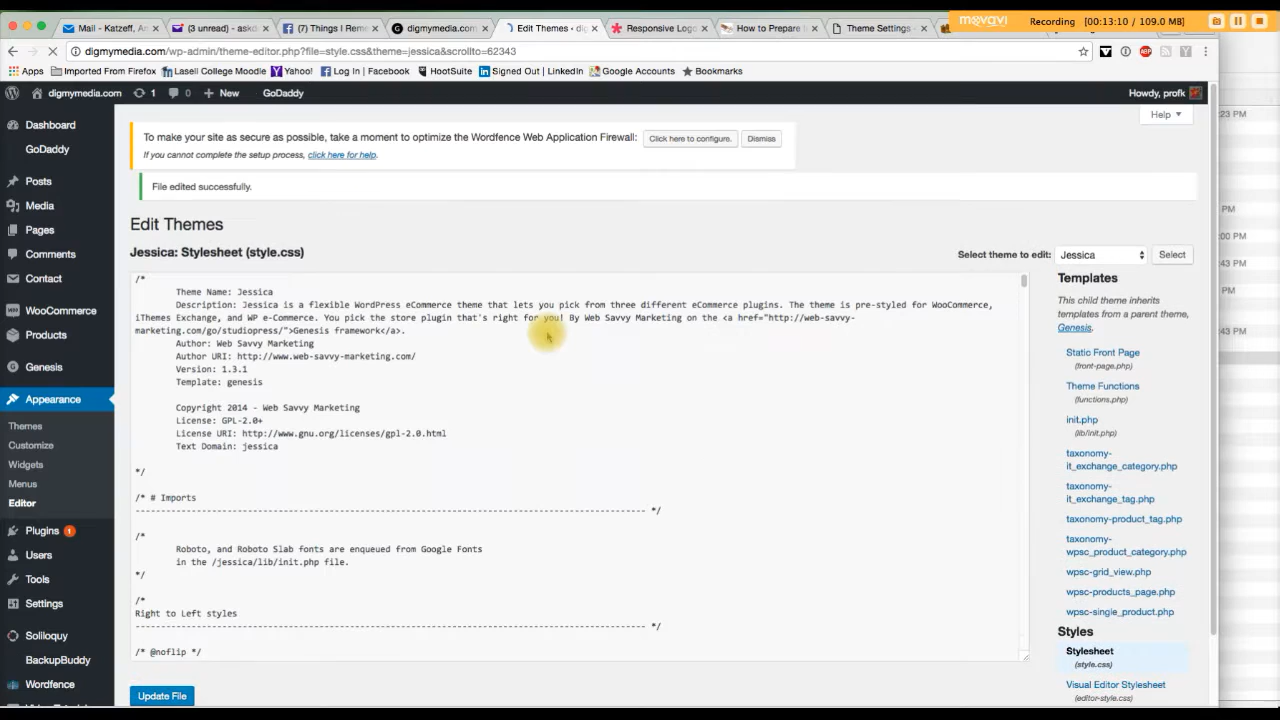 Mail - Katzeff, An
(3 unread) - askd
(7) Things I Reme
digmymedia.com
Edit Themes ‹ dig
Responsive Logo
How to Prepare
Theme Settings ‹
movavi
Recording (00:13:10 / 109.0 MB)
digmymedia.com/wp-admin/theme-editor.php?file=style.css&theme=jessica&scrollto=62343
Apps Imported From Firefox Lasell College Moodle Yahoo! Log In | Facebook HootSuite Signed Out | LinkedIn Google Accounts Bookmarks
digmymedia.com 1 0 + New GoDaddy Howdy, profk
Help
Dashboard
GoDaddy
Posts
Media
Pages
Comments
Contact
WooCommerce
Products
Genesis
Appearance
Themes
Customize
Widgets
Menus
Editor
Plugins 1
Users
Tools
Settings
Soliloquy
BackupBuddy
Wordfence
To make your site as secure as possible, take a moment to optimize the Wordfence Web Application Firewall: Click here to configure. Dismiss
If you cannot complete the setup process, click here for help.
File edited successfully.
Edit Themes
Jessica: Stylesheet (style.css)
Select theme to edit: Jessica Select
/*
Theme Name: Jessica
Description: Jessica is a flexible WordPress eCommerce theme that lets you pick from three different eCommerce plugins. The theme is pre-styled for WooCommerce,
iThemes Exchange, and WP e-Commerce. You pick the store plugin that's right for you! By Web Savvy Marketing on the <a href="http://web-savvy-
marketing.com/go/studiopress/">Genesis framework</a>.
Author: Web Savvy Marketing
Author URI: http://www.web-savvy-marketing.com/
Version: 1.3.1
Template: genesis
Copyright 2014 - Web Savvy Marketing
License: GPL-2.0+
License URI: http://www.gnu.org/licenses/gpl-2.0.html
Text Domain: jessica
*/
/* # Imports
--------------------------------------------------------------------------------- */
/*
Roboto, and Roboto Slab fonts are enqueued from Google Fonts
in the /jessica/lib/init.php file.
*/
/*
Right to Left styles
--------------------------------------------------------------------------------- */
/* @noflip */
Update File
Templates
This child theme inherits
templates from a parent theme,
Genesis.
Static Front Page
(front-page.php)
Theme Functions
(functions.php)
init.php
(lib/init.php)
taxonomy-
it_exchange_category.php
taxonomy-
it_exchange_tag.php
taxonomy-product_tag.php
taxonomy-
wpsc_product_category.php
wpsc-grid_view.php
wpsc-products_page.php
wpsc-single_product.php
Styles
Stylesheet
(style.css)
Visual Editor Stylesheet
(editor-style.css)
:23 PM
PM
:00 PM
:43 PM
PM
:43 PM